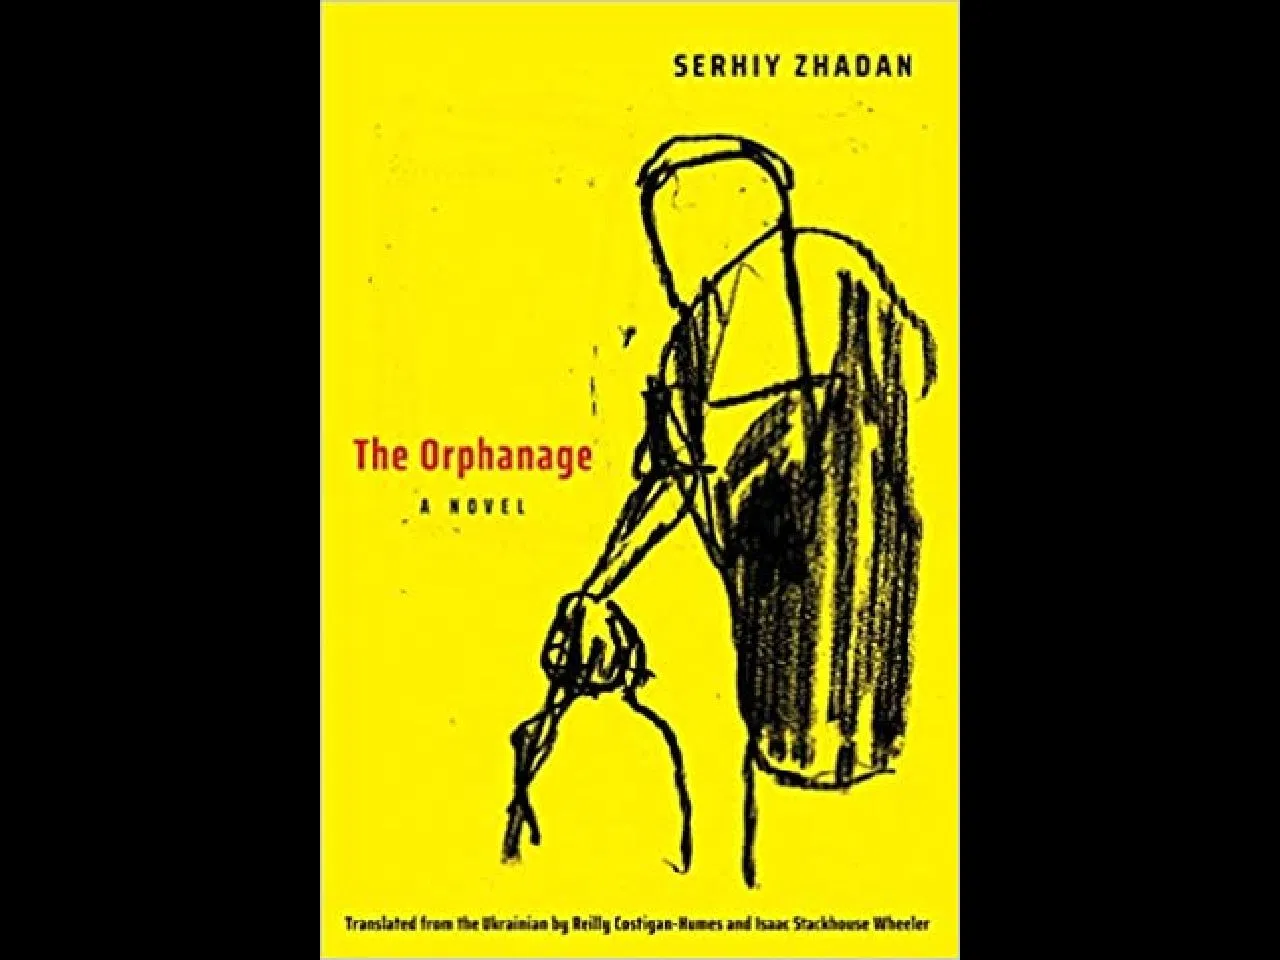 SERHIY ZHADAN
The Orphanage
A NOVEL
Translated from the Ukrainian by Reilly Costigan-Humes and Isaac Stackhouse Wheeler